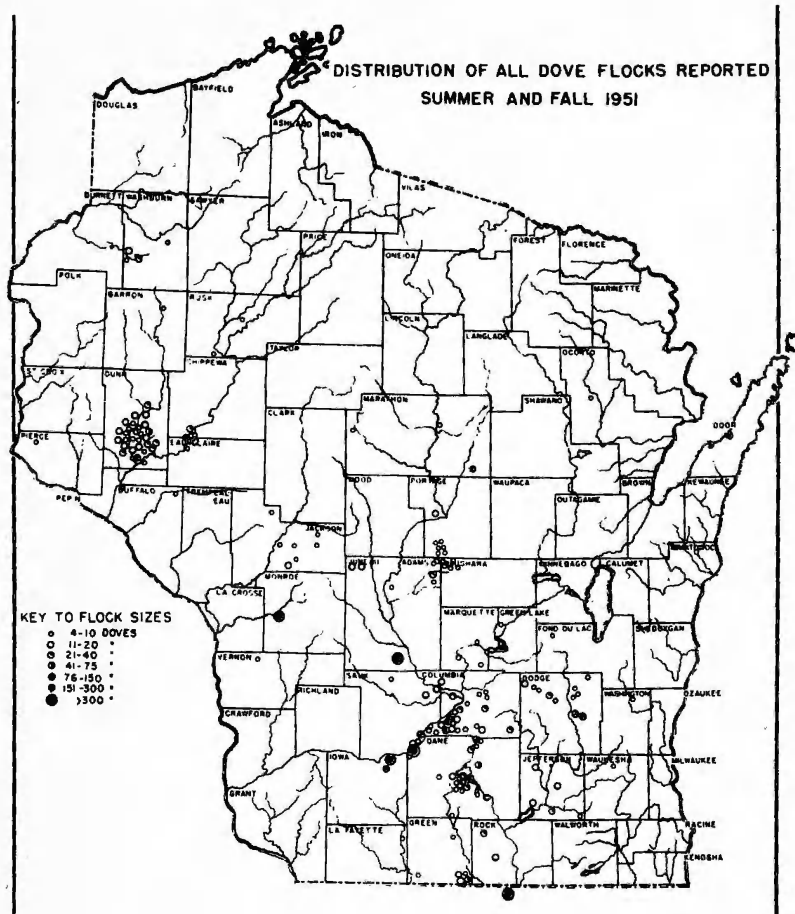 DISTRIBUTION OF ALL DOVE FLOCKS REPORTED
SUMMER AND FALL 1951
DOUGLAS
BAYFIELD
ASHLAND
IRON
VILAS
BURNETT
WASHBURN
SAWYER
PRICE
ONEIDA
FOREST
FLORENCE
MARINETTE
POLK
BARRON
RUSK
LINCOLN
LANGLADE
TAYLOR
OCONTO
CHIPPEWA
ST CROIX
DUNN
CLARK
MARATHON
SHAWANO
DOOR
PIERCE
EAU CLAIRE
PEPIN
BUFFALO
TREMPEAL-
EAU
WOOD
PORTAGE
WAUPACA
BROWN
KEWAUNEE
OUTAGAMIE
JACKSON
JUNEAU
ADAMS
WAUSHARA
WINNEBAGO
CALUMET
MANITOWOC
MONROE
LA CROSSE
MARQUETTE
GREEN LAKE
FOND DU LAC
SHEBOYGAN
KEY TO FLOCK SIZES
4-10 DOVES
11-20 "
21-40 "
41-75 "
76-150 "
151-300 "
>300 "
VERNON
SAUK
COLUMBIA
DODGE
RICHLAND
WASHINGTON
OZAUKEE
CRAWFORD
DANE
IOWA
JEFFERSON
WAUKESHA
MILWAUKEE
GRANT
LA FAYETTE
GREEN
ROCK
WALWORTH
RACINE
KENOSHA